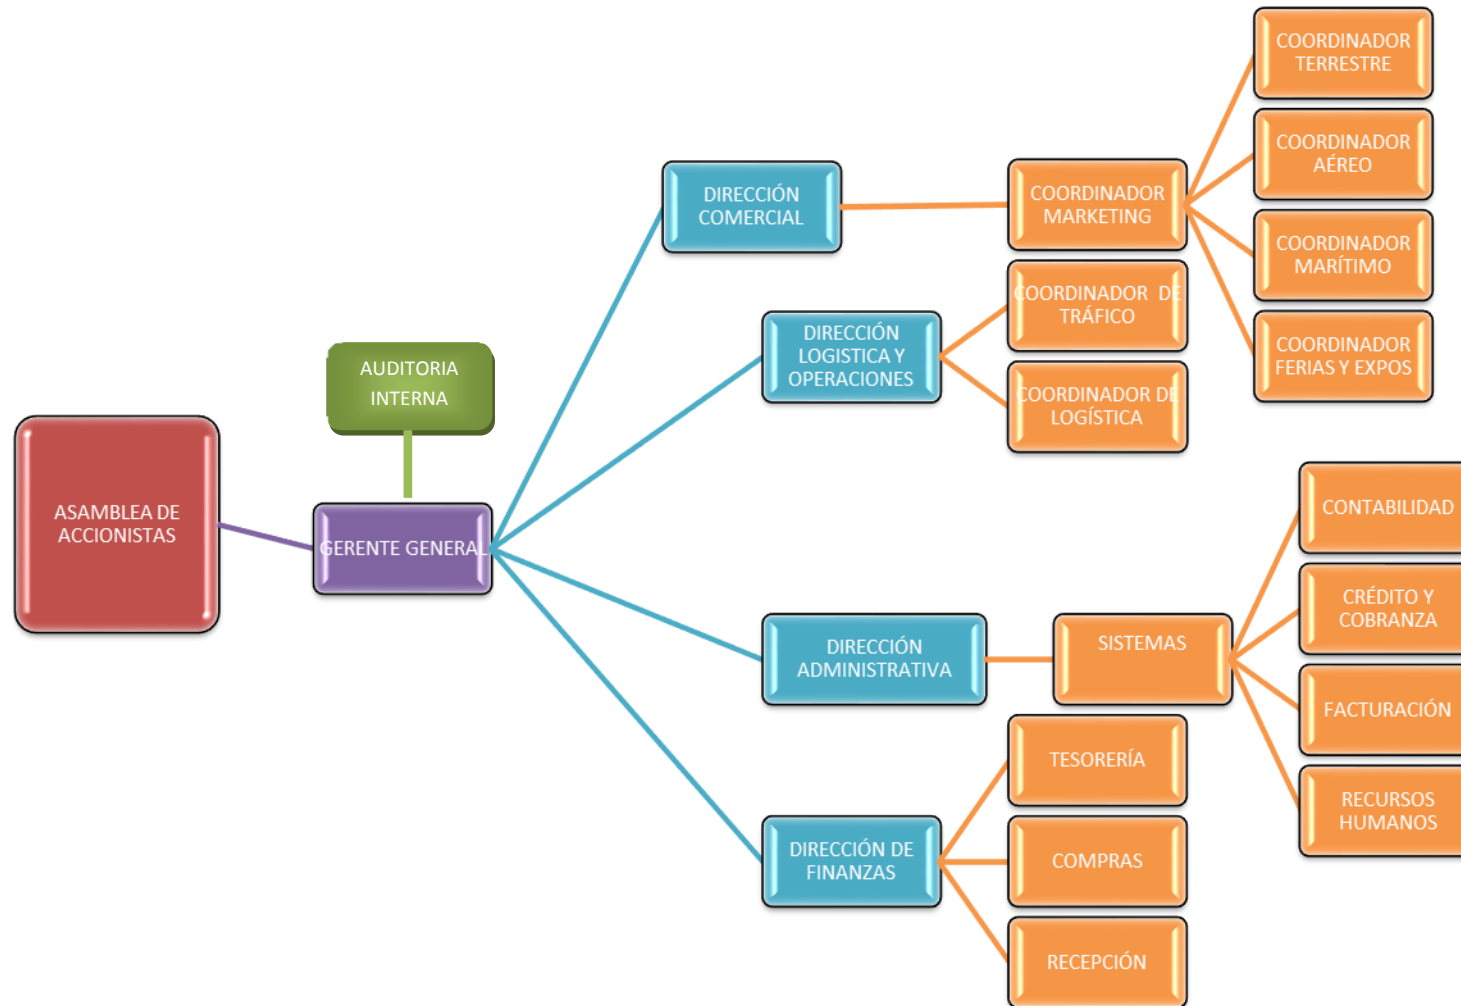 ASAMBLEA DE
ACCIONISTAS
AUDITORIA
INTERNA
GERENTE GENERAL
DIRECCIÓN
COMERCIAL
COORDINADOR
MARKETING
COORDINADOR
TERRESTRE
COORDINADOR
AÉREO
COORDINADOR
MARÍTIMO
COORDINADOR
FERIAS Y EXPOS
DIRECCIÓN
LOGISTICA Y
OPERACIONES
COORDINADOR DE
TRÁFICO
COORDINADOR DE
LOGÍSTICA
DIRECCIÓN
ADMINISTRATIVA
SISTEMAS
CONTABILIDAD
CRÉDITO Y
COBRANZA
FACTURACIÓN
RECURSOS
HUMANOS
DIRECCIÓN DE
FINANZAS
TESORERÍA
COMPRAS
RECEPCIÓN